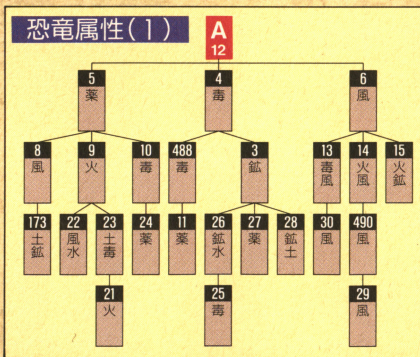 恐竜属性(1)
A
12
5
薬
4
毒
6
風
8
風
9
火
10
毒
488
毒
3
鉱
13
毒風
14
火風
15
火鉱
173
土鉱
22
風水
23
土毒
24
薬
11
薬
26
鉱水
27
薬
28
鉱土
30
風
490
風
21
火
25
毒
29
風